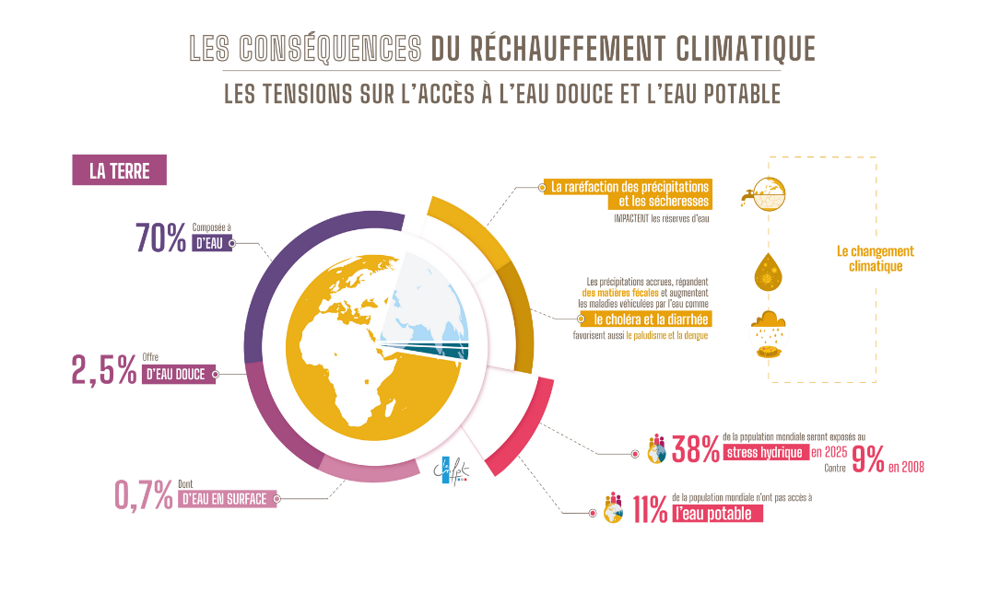 LES CONSÉQUENCES DU RÉCHAUFFEMENT CLIMATIQUE
LES TENSIONS SUR L'ACCÈS À L'EAU DOUCE ET L'EAU POTABLE
LA TERRE
70% Composée à
D'EAU
2,5% Offre
D'EAU DOUCE
0,7% Dont
D'EAU EN SURFACE
La raréfaction des précipitations
et les sécheresses
IMPACTENT les réserves d'eau
Les précipitations accrues, répandent
des matières fécales et augmentent
les maladies véhiculées par l'eau comme
le choléra et la diarrhée
favorisent aussi le paludisme et la dengue
Le changement
climatique
38% de la population mondiale seront exposés au
stress hydrique en 2025
Contre 9% en 2008
11% de la population mondiale n'ont pas accès à
l'eau potable
cnfpt